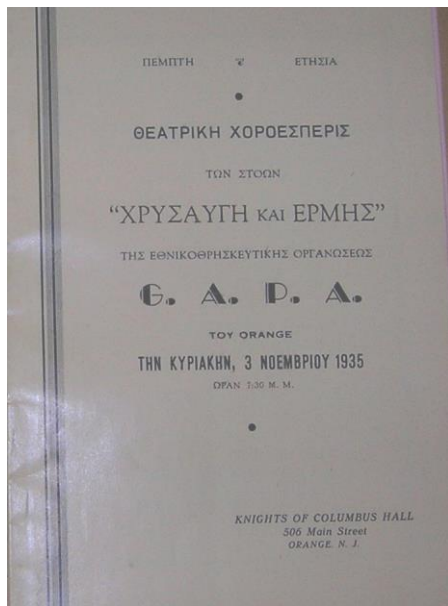 ΠΕΜΠΤΗ ΕΤΗΣΙΑ
ΘΕΑΤΡΙΚΗ ΧΟΡΟΕΣΠΕΡΙΣ
ΤΩΝ ΣΤΟΩΝ
“ΧΡΥΣΑΥΓΗ ΚΑΙ ΕΡΜΗΣ”
ΤΗΣ ΕΘΝΙΚΟΘΡΗΣΚΕΥΤΙΚΗΣ ΟΡΓΑΝΩΣΕΩΣ
G. A. P. A.
ΤΟΥ ORANGE
ΤΗΝ ΚΥΡΙΑΚΗΝ, 3 ΝΟΕΜΒΡΙΟΥ 1935
ΩΡΑΝ 7:30 Μ. Μ.
KNIGHTS OF COLUMBUS HALL
506 Main Street
ORANGE, N. J.